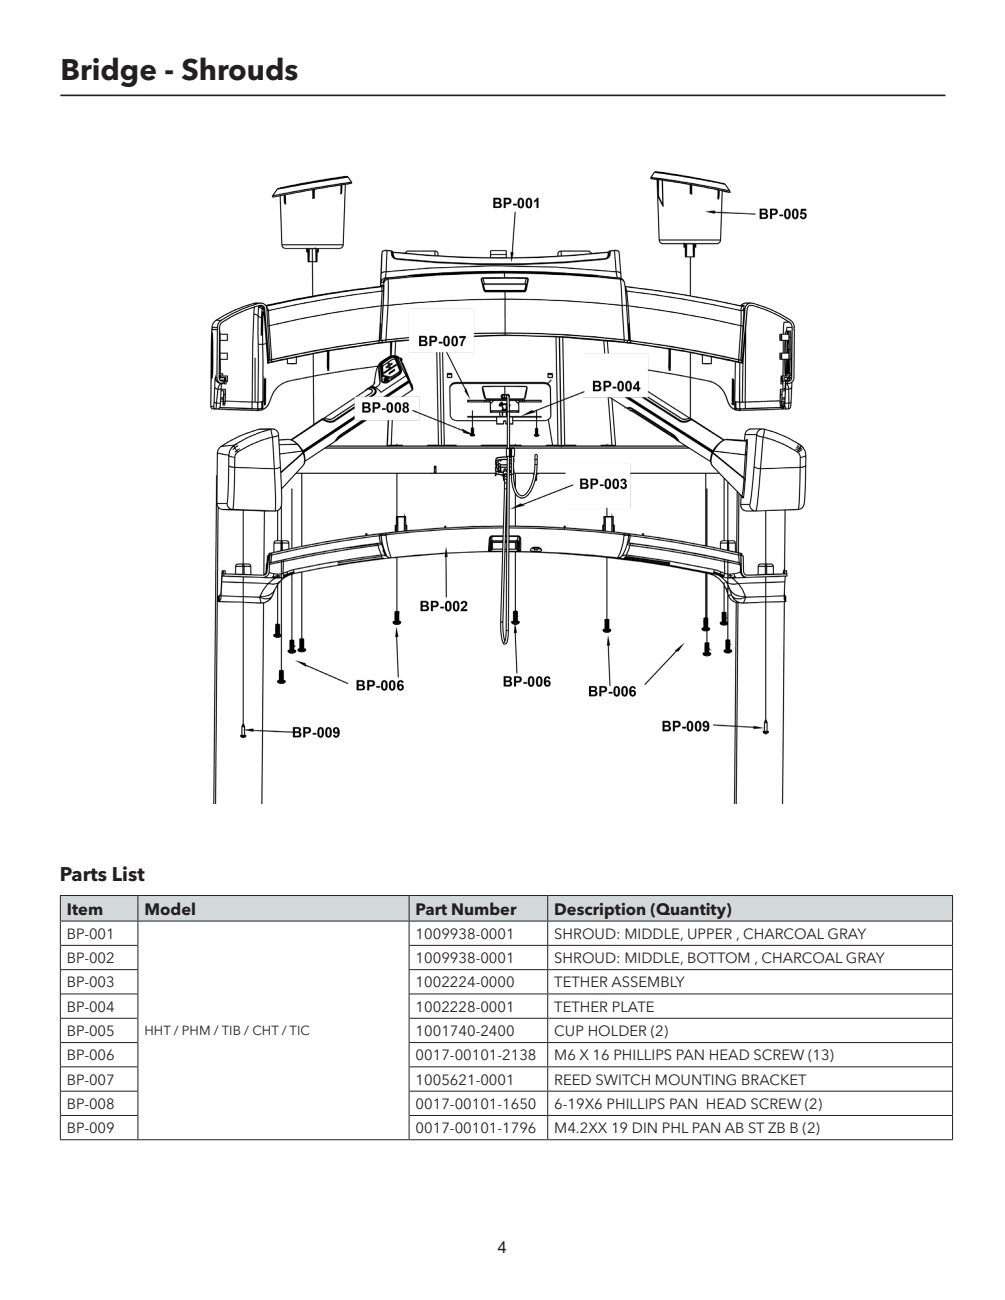 Bridge - Shrouds
BP-001
BP-005
BP-007
BP-004
BP-008
BP-003
BP-002
BP-006
BP-006
BP-006
BP-009
BP-009
Parts List
Item Model Part Number Description (Quantity)
BP-001 1009938-0001 SHROUD: MIDDLE, UPPER , CHARCOAL GRAY
BP-002 1009938-0001 SHROUD: MIDDLE, BOTTOM , CHARCOAL GRAY
BP-003 1002224-0000 TETHER ASSEMBLY
BP-004 1002228-0001 TETHER PLATE
BP-005 HHT / PHM / TIB / CHT / TIC 1001740-2400 CUP HOLDER (2)
BP-006 0017-00101-2138 M6 X 16 PHILLIPS PAN HEAD SCREW (13)
BP-007 1005621-0001 REED SWITCH MOUNTING BRACKET
BP-008 0017-00101-1650 6-19X6 PHILLIPS PAN HEAD SCREW (2)
BP-009 0017-00101-1796 M4.2XX 19 DIN PHL PAN AB ST ZB B (2)
4